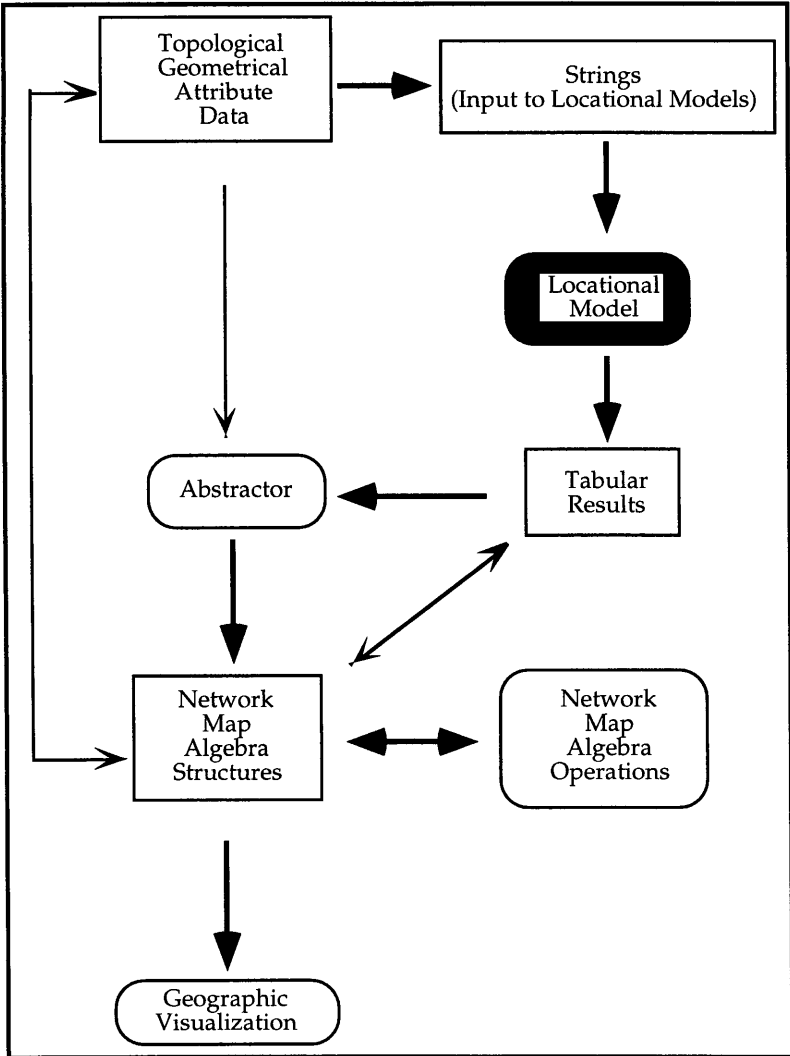 Topological
Geometrical
Attribute
Data
Strings
(Input to Locational Models)
Locational
Model
Abstractor
Tabular
Results
Network
Map
Algebra
Structures
Network
Map
Algebra
Operations
Geographic
Visualization